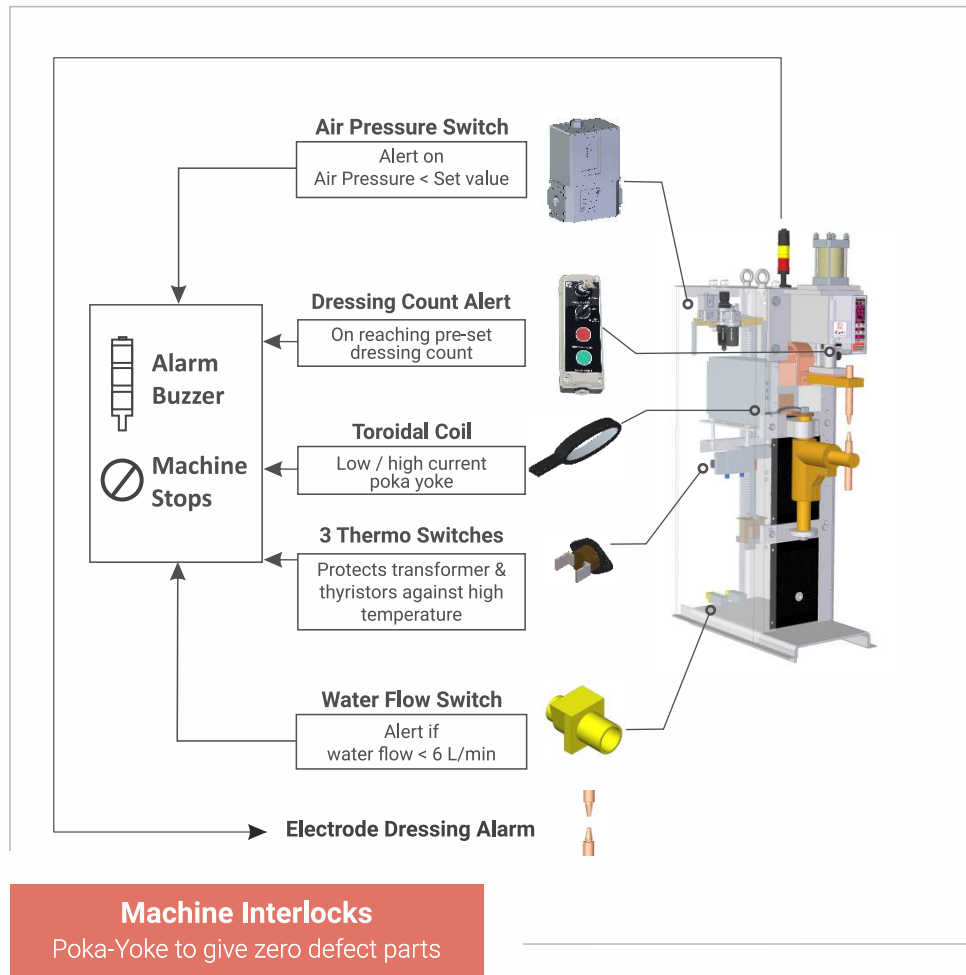 Air Pressure Switch
Alert on
Air Pressure < Set value
Dressing Count Alert
On reaching pre-set
dressing count
Alarm
Buzzer
Toroidal Coil
Low / high current
poka yoke
Machine
Stops
3 Thermo Switches
Protects transformer &
thyristors against high
temperature
Water Flow Switch
Alert if
water flow < 6 L/min
Electrode Dressing Alarm
Machine Interlocks
Poka-Yoke to give zero defect parts